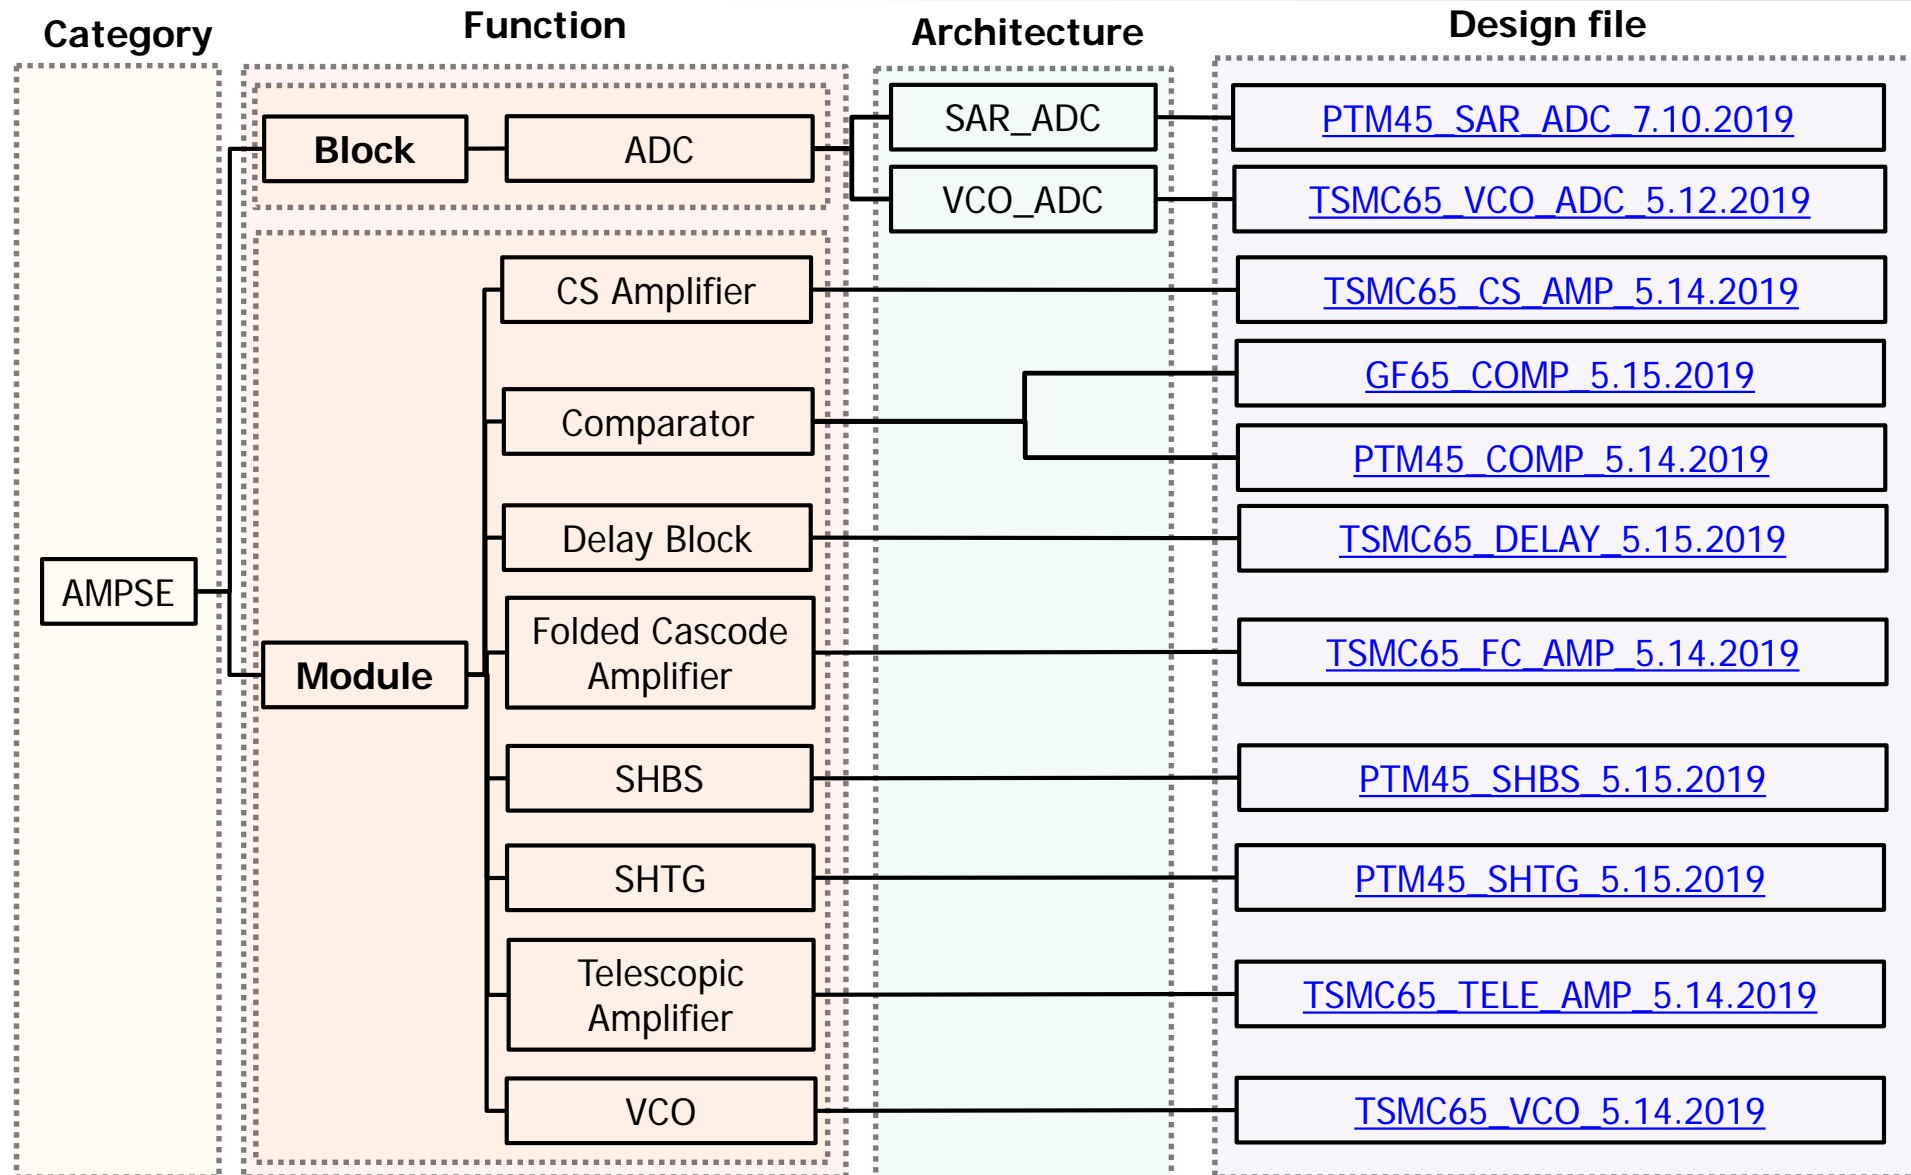 Category
Function
Architecture
Design file
Block
ADC
SAR_ADC
PTM45_SAR_ADC_7.10.2019
VCO_ADC
TSMC65_VCO_ADC_5.12.2019
CS Amplifier
TSMC65_CS_AMP_5.14.2019
Comparator
GF65_COMP_5.15.2019
PTM45_COMP_5.14.2019
Delay Block
TSMC65_DELAY_5.15.2019
AMPSE
Module
Folded Cascode
Amplifier
TSMC65_FC_AMP_5.14.2019
SHBS
PTM45_SHBS_5.15.2019
SHTG
PTM45_SHTG_5.15.2019
Telescopic
Amplifier
TSMC65_TELE_AMP_5.14.2019
VCO
TSMC65_VCO_5.14.2019